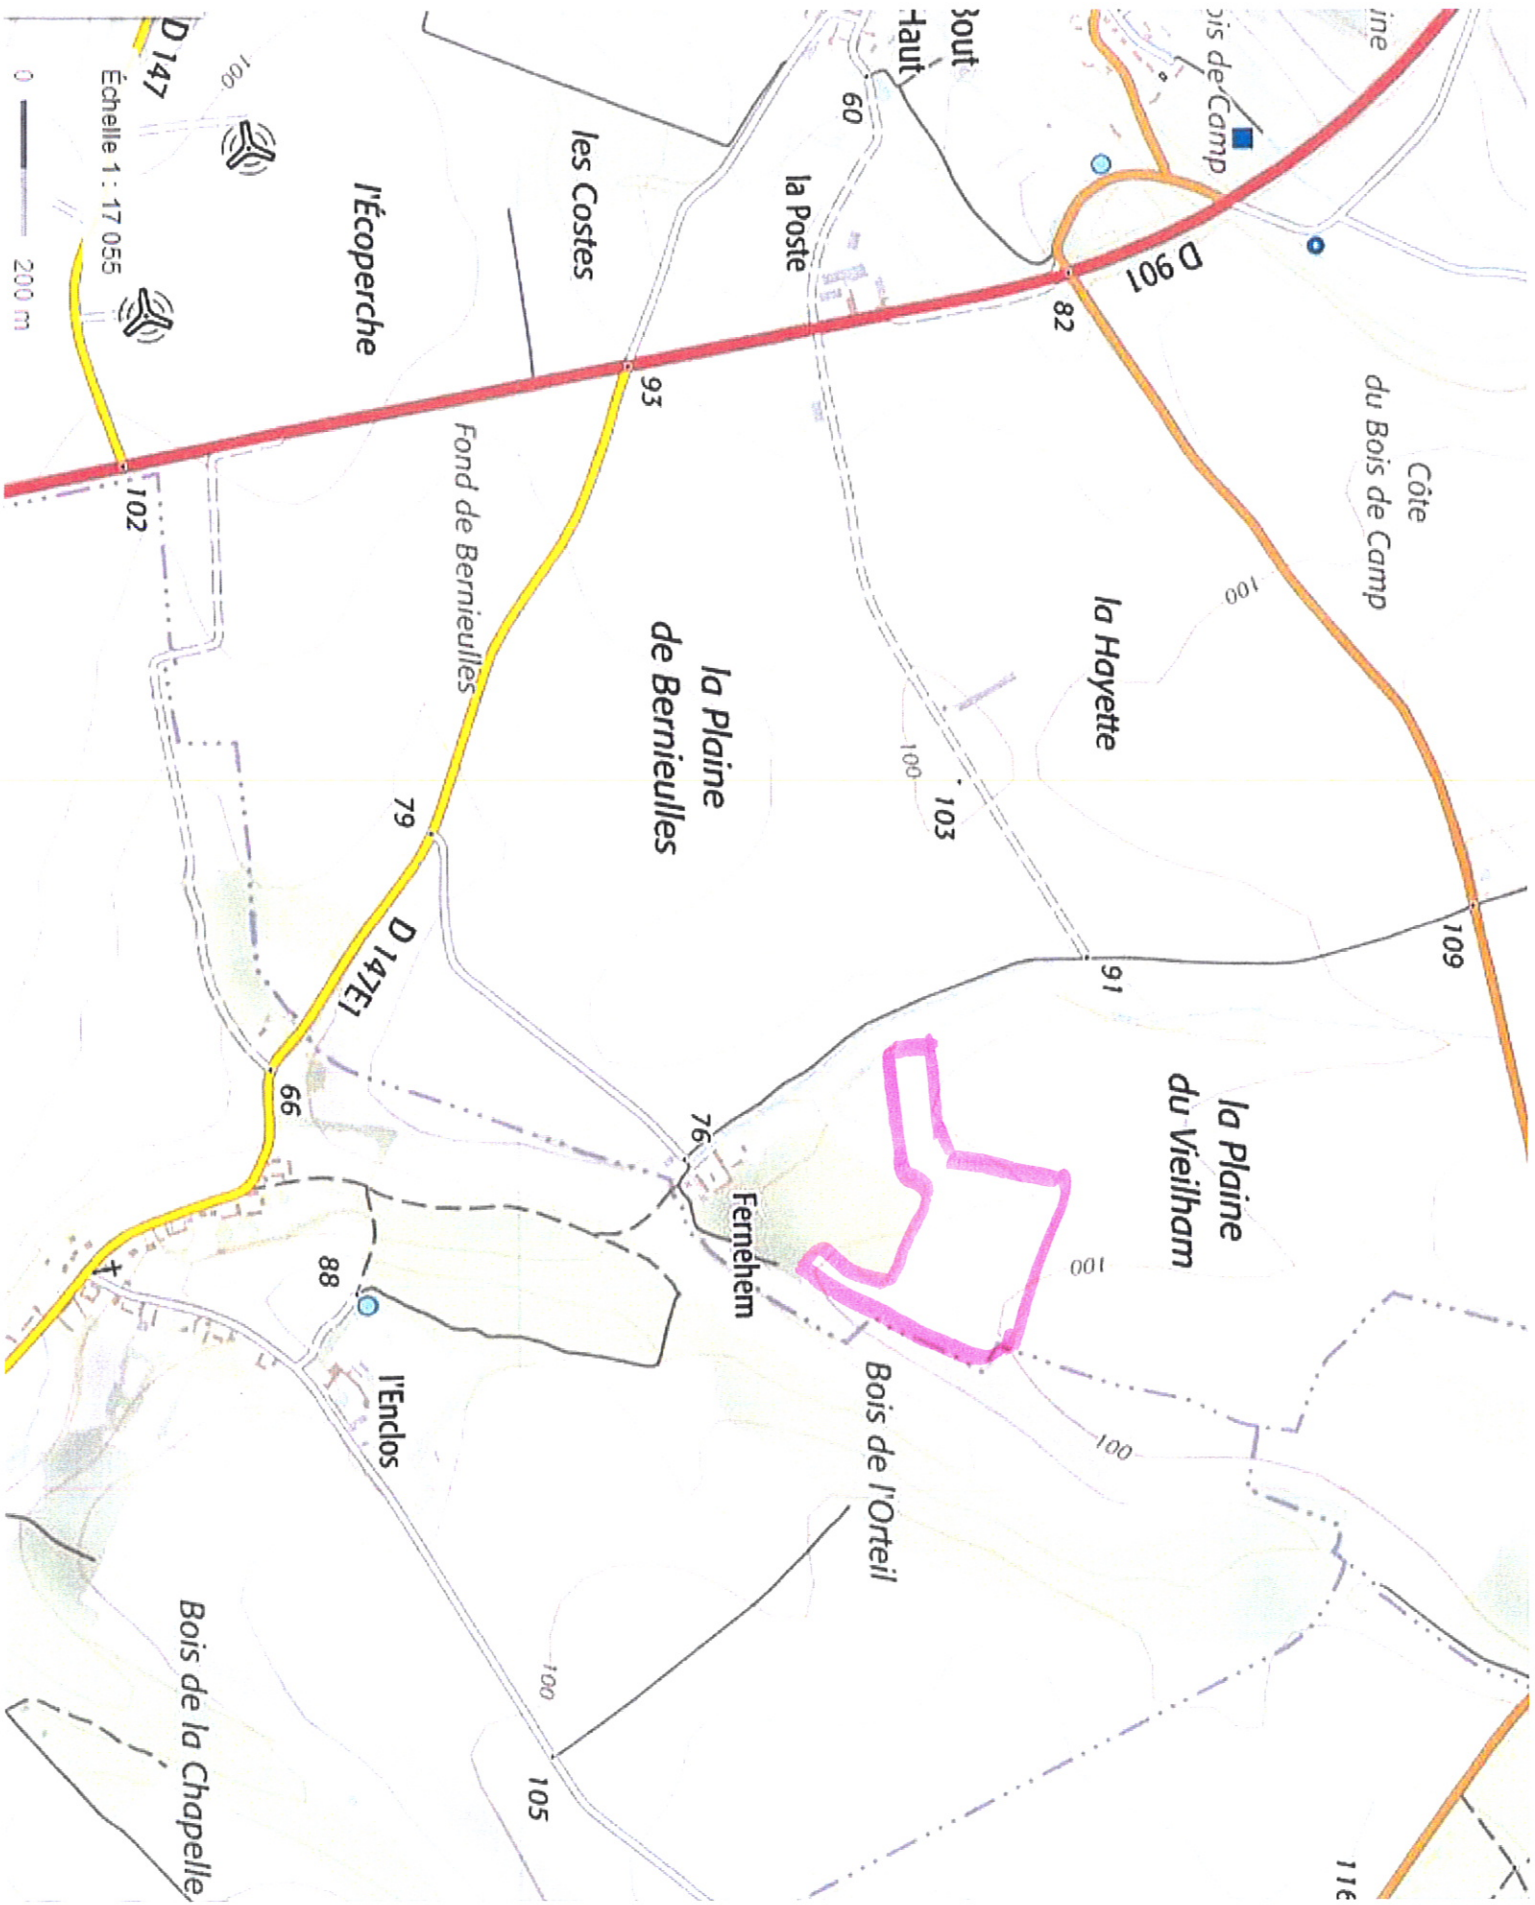 ine
Bois de Camp
Bout
Haut
D 147
100
Échelle 1 : 17 055
0
200 m
60
les Costes
la Poste
l'Écoperche
D 901
82
93
Côte
du Bois de Camp
102
Fond de Bernieulles
100
la Hayette
la Plaine
de Bernieulles
100
103
79
109
91
D 147E1
66
la Plaine
du Vieilham
76
Fernehem
100
88
l'Enclos
Bois de l'Orteil
100
Bois de la Chapelle
100
105
116